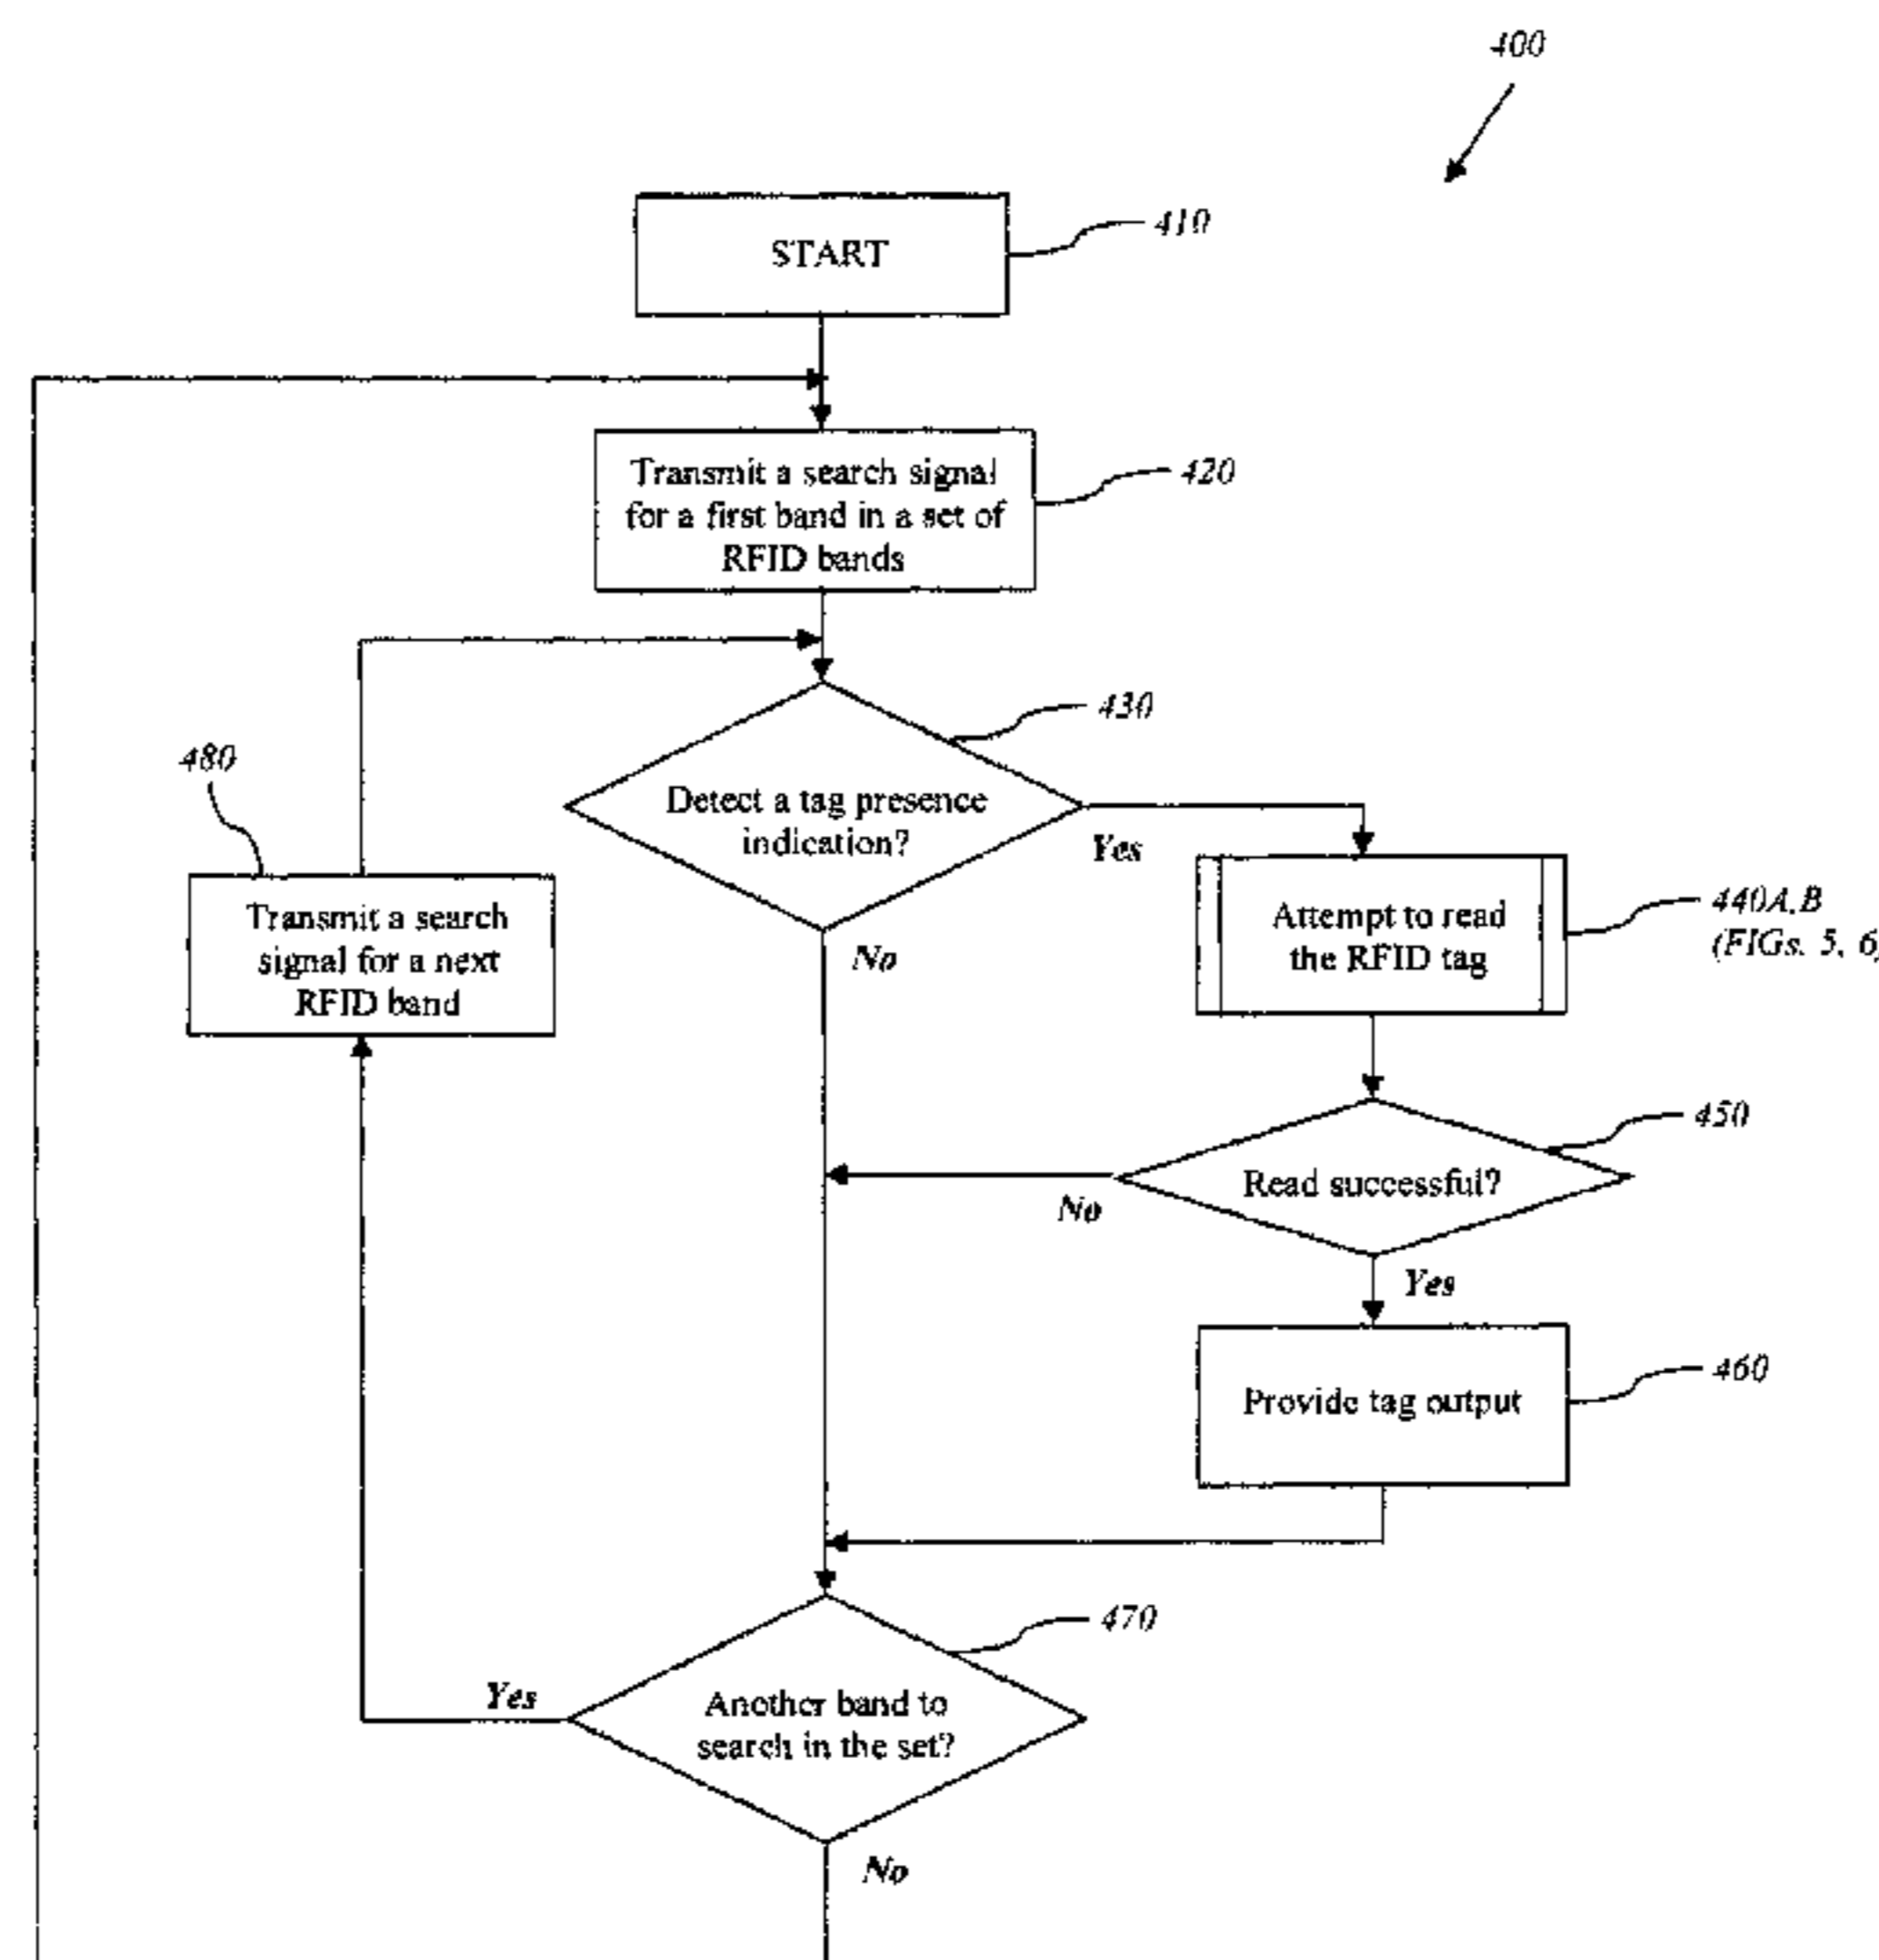 400
START
410
Transmit a search signal
for a first band in a set of
RFID bands
420
430
480
Detect a tag presence
indication?
Yes
Transmit a search
signal for a next
RFID band
No
Attempt to read
the RFID tag
440A,B
(FIGs. 5, 6)
450
Read successful?
No
Yes
460
Provide tag output
470
Yes
Another band to
search in the set?
No